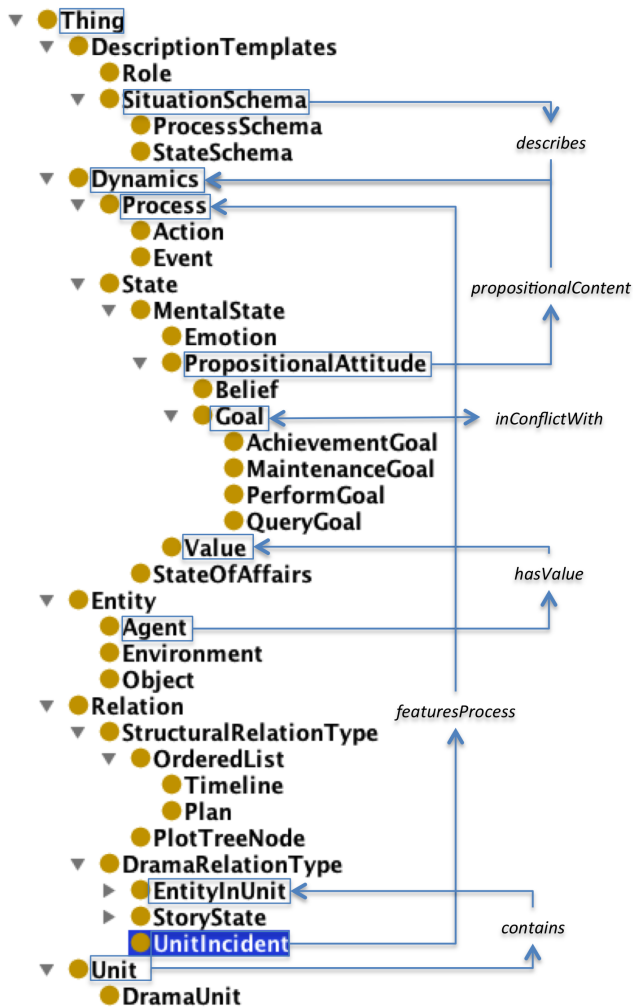 Thing
DescriptionTemplates
Role
SituationSchema
ProcessSchema
describes
StateSchema
Dynamics
Process
Action
Event
State
propositionalContent
MentalState
Emotion
PropositionalAttitude
Belief
Goal
inConflictWith
AchievementGoal
MaintenanceGoal
PerformGoal
QueryGoal
Value
StateOfAffairs
hasValue
Entity
Agent
Environment
Object
Relation
featuresProcess
StructuralRelationType
OrderedList
Timeline
Plan
PlotTreeNode
DramaRelationType
EntityInUnit
StoryState
contains
UnitIncident
Unit
DramaUnit